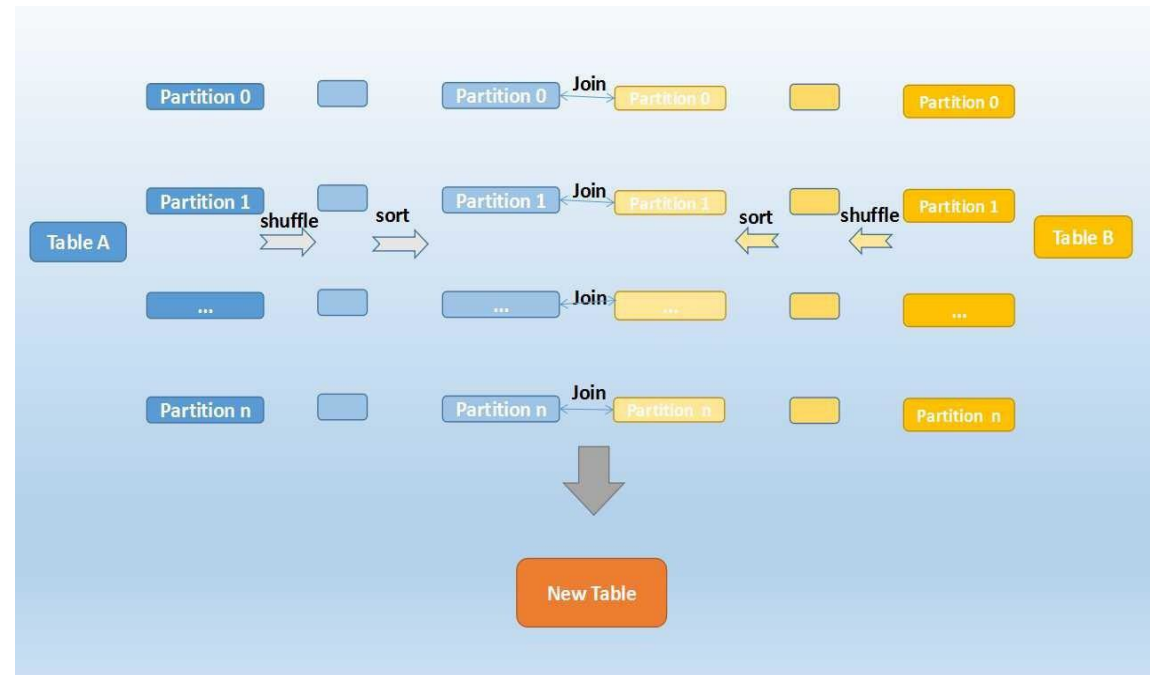 Partition 0
Partition 0
Join
Partition 0
Partition 0
Partition 1
shuffle
sort
Partition 1
Join
Partition 1
sort
shuffle
Partition 1
Table A
Table B
...
...
Join
...
...
Partition n
Partition n
Join
Partition n
Partition n
New Table